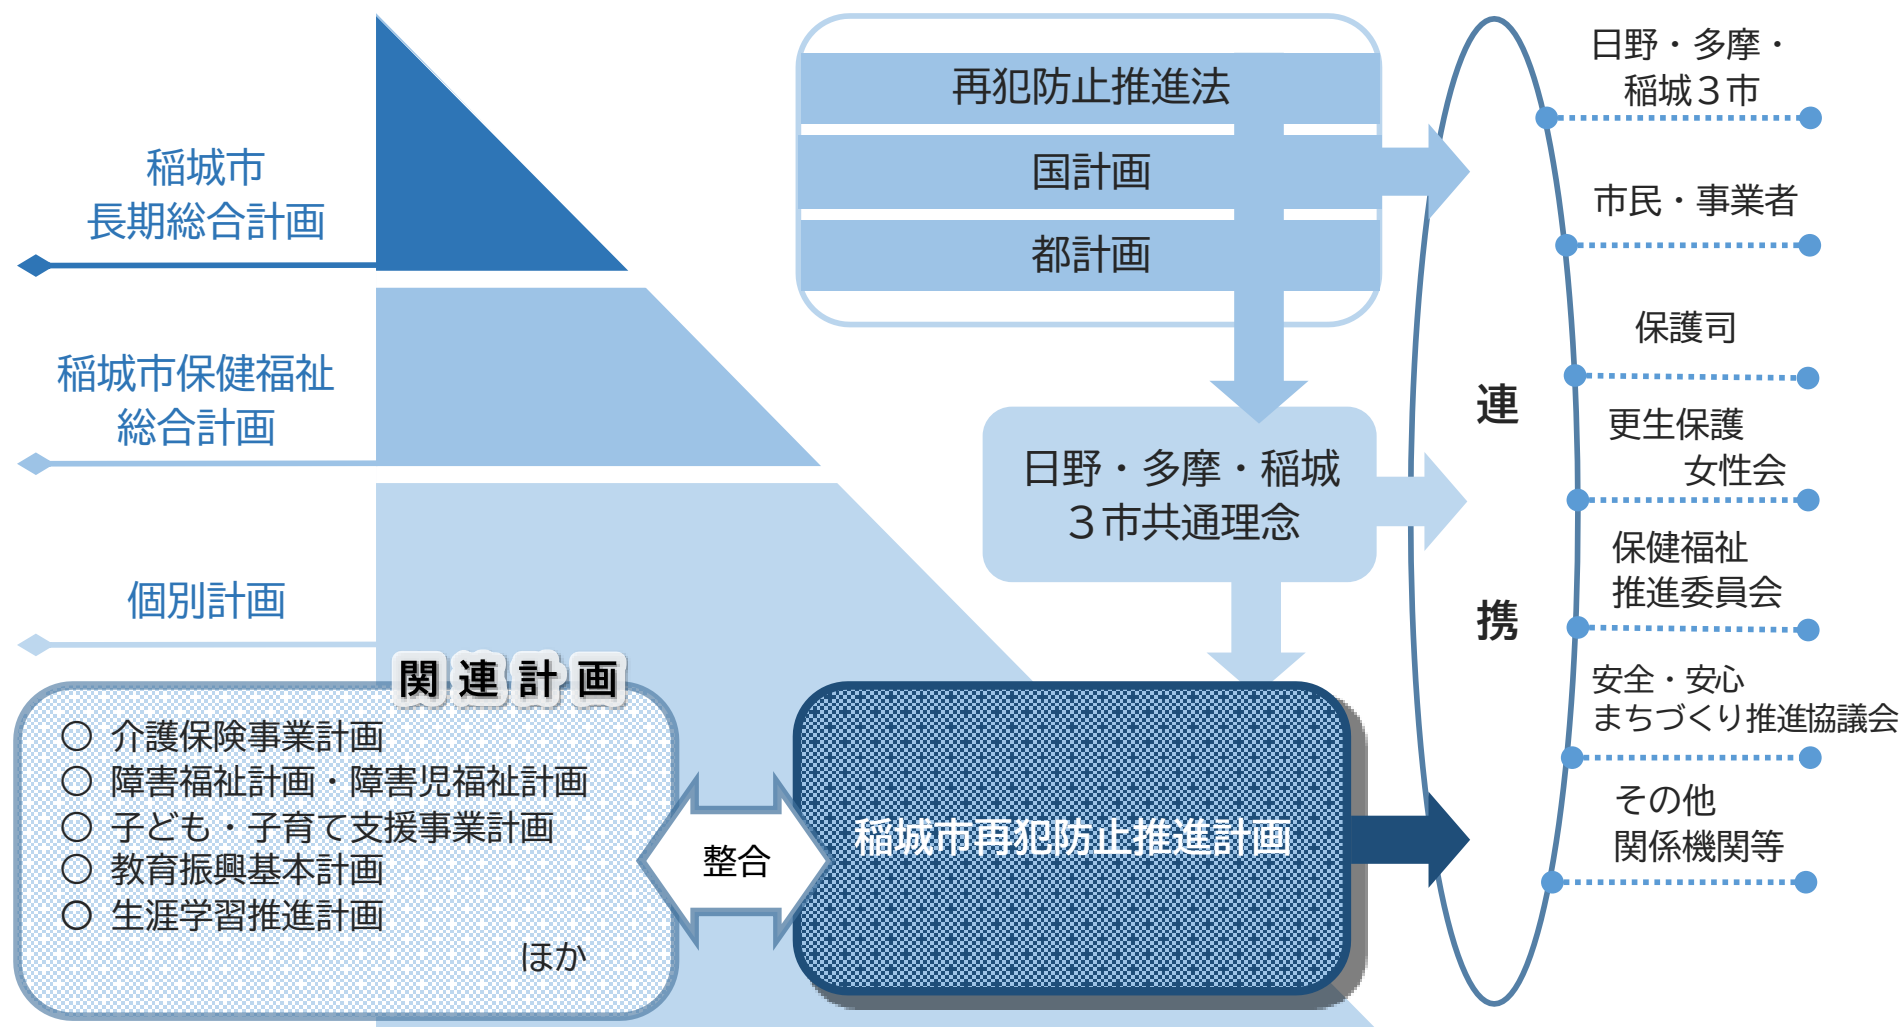 稲城市
長期総合計画
稲城市保健福祉
総合計画
個別計画
関連計画
〇 介護保険事業計画
〇 障害福祉計画・障害児福祉計画
〇 子ども・子育て支援事業計画
〇 教育振興基本計画
〇 生涯学習推進計画
ほか
整合
再犯防止推進法
国計画
都計画
日野・多摩・稲城
３市共通理念
稲城市再犯防止推進計画
連
携
日野・多摩・
稲城３市
市民・事業者
保護司
更生保護
女性会
保健福祉
推進委員会
安全・安心
まちづくり推進協議会
その他
関係機関等